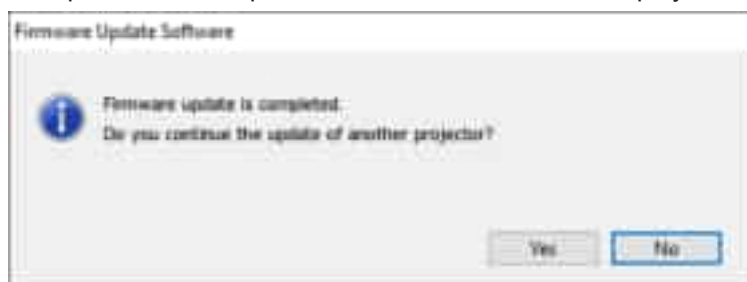 Firmware Update Software
Firmware update is completed.
Do you continue the update of another projector?
Yes
No